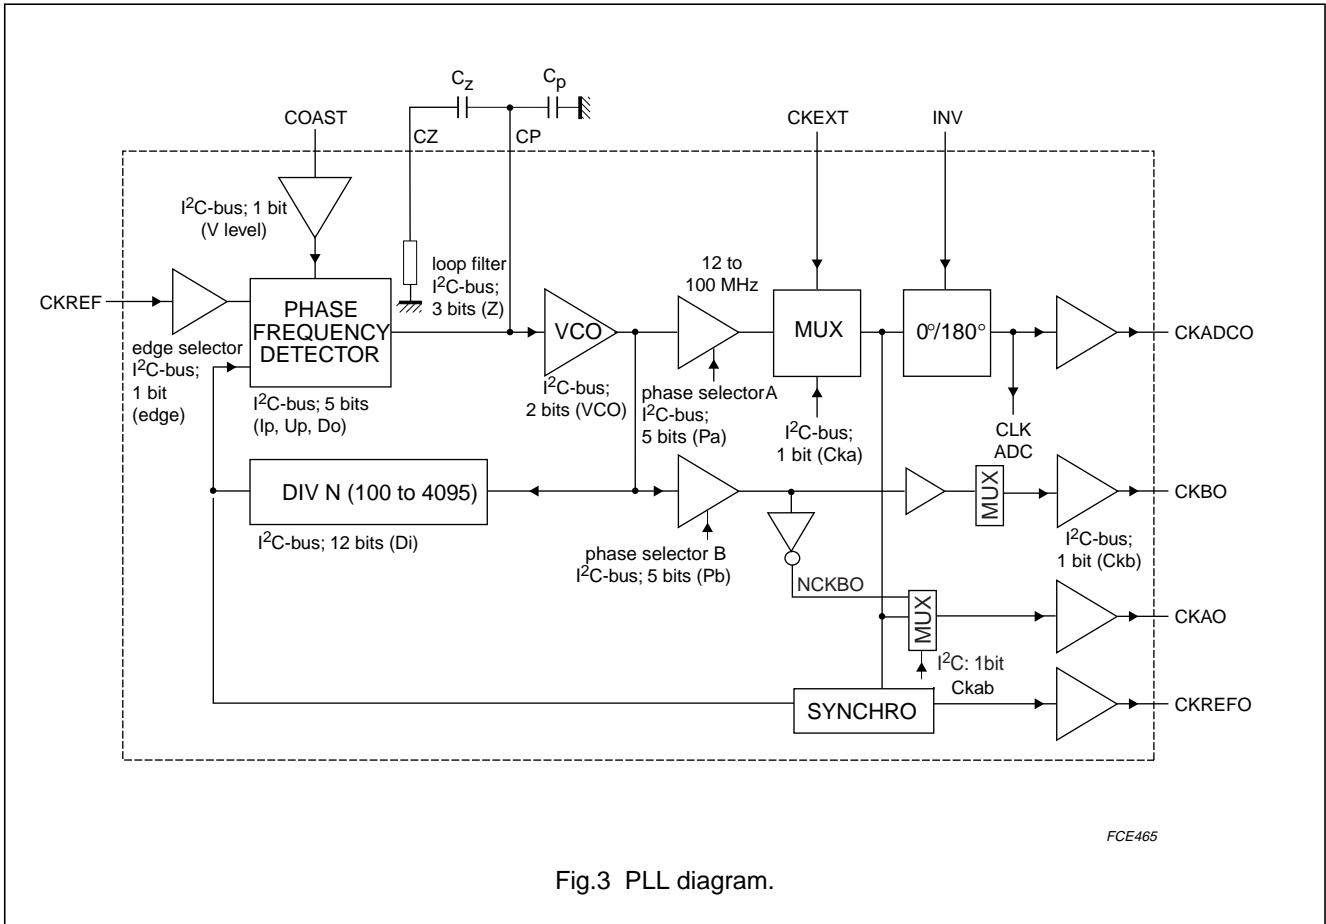 Cz
Cp
COAST
CZ
CP
CKEXT
INV
I2C-bus; 1 bit
(V level)
CKREF
PHASE
FREQUENCY
DETECTOR
loop filter
I2C-bus;
3 bits (Z)
12 to
100 MHz
VCO
MUX
0°/180°
CKADCO
edge selector
I2C-bus;
1 bit
(edge)
I2C-bus; 5 bits
(Ip, Up, Do)
I2C-bus;
2 bits (VCO)
phase selector A
I2C-bus;
5 bits (Pa)
I2C-bus;
1 bit (Cka)
CLK
ADC
DIV N (100 to 4095)
I2C-bus; 12 bits (Di)
phase selector B
I2C-bus; 5 bits (Pb)
MUX
CKBO
I2C-bus;
1 bit (Ckb)
NCKBO
MUX
CKAO
I2C: 1bit
Ckab
SYNCHRO
CKREFO
FCE465
Fig.3 PLL diagram.